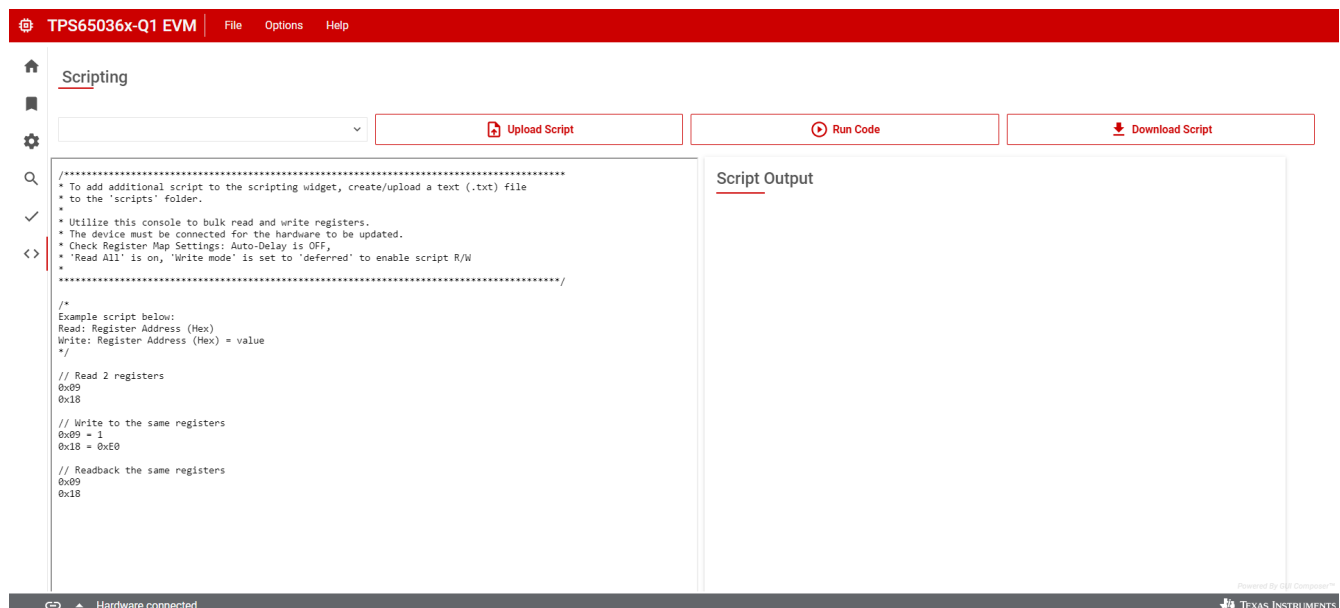 TPS65036x-Q1 EVM File Options Help
Scripting
Upload Script Run Code Download Script
/************************************************************************************
* To add additional script to the scripting widget, create/upload a text (.txt) file
* to the 'scripts' folder.
*
* Utilize this console to bulk read and write registers.
* The device must be connected for the hardware to be updated.
* Check Register Map Settings: Auto-Delay is OFF,
* 'Read All' is on, 'Write mode' is set to 'deferred' to enable script R/W
*
************************************************************************************/
/*
Example script below:
Read: Register Address (Hex)
Write: Register Address (Hex) = value
*/
// Read 2 registers
0x09
0x18
// Write to the same registers
0x09 = 1
0x18 = 0xE0
// Readback the same registers
0x09
0x18
Script Output
Powered By GUI Composer™
Hardware connected
TEXAS INSTRUMENTS